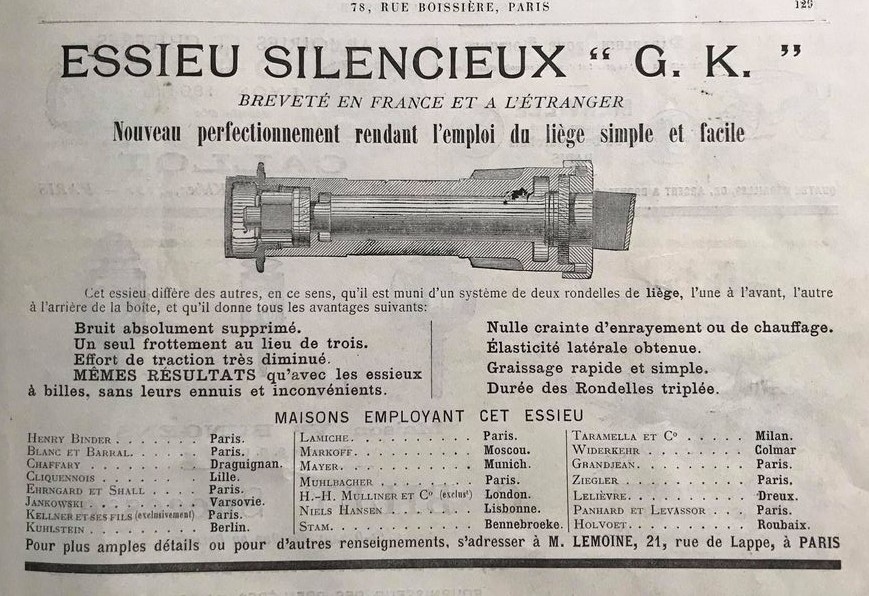 78, RUE BOISSIÈRE, PARIS 129
ESSIEU SILENCIEUX “ G. K. ”
BREVETÉ EN FRANCE ET A L'ÉTRANGER
Nouveau perfectionnement rendant l'emploi du liège simple et facile
Cet essieu diffère des autres, en ce sens, qu'il est muni d'un système de deux rondelles de liège, l'une à l'avant, l'autre
à l'arrière de la boîte, et qu'il donne tous les avantages suivants:
Bruit absolument supprimé.
Un seul frottement au lieu de trois.
Effort de traction très diminué.
MÊMES RÉSULTATS qu'avec les essieux
à billes, sans leurs ennuis et inconvénients.
Nulle crainte d'enrayement ou de chauffage.
Élasticité latérale obtenue.
Graissage rapide et simple.
Durée des Rondelles triplée.
MAISONS EMPLOYANT CET ESSIEU
HENRY BINDER . . . . . . . Paris.
BLANC ET BARRAL. . . . . . Paris.
CHAFFARY . . . . . . . Draguignan.
CLIQUENNOIS . . . . . . . Lille.
EHRNGARD ET SHALL . . . . Paris.
JANKOWSKI . . . . . . . Varsovie.
KELLNER ET SES FILS (exclusivement) Paris.
KUHLSTEIN . . . . . . . . Berlin.
LAMICHE. . . . . . . . . . Paris.
MARKOFF. . . . . . . . . . Moscou.
MAYER. . . . . . . . . . . Munich.
MUHLBACHER . . . . . . . . Paris.
H.-H. MULLINER ET Cº (exclusᵗ) London.
NIELS HANSEN . . . . . . . Lisbonne.
STAM. . . . . . . . . . Bennebroeke.
TARAMELLA ET Cº . . . . . Milan.
WIDERKEHR . . . . . . . . Colmar
GRANDJEAN. . . . . . . . . Paris.
ZIEGLER . . . . . . . . . Paris.
LELIÈVRE. . . . . . . . . Dreux.
PANHARD ET LEVASSOR . . . Paris.
HOLVOET. . . . . . . . . Roubaix.
Pour plus amples détails ou pour d'autres renseignements, s'adresser à M. LEMOINE, 21, rue de Lappe, à PARIS